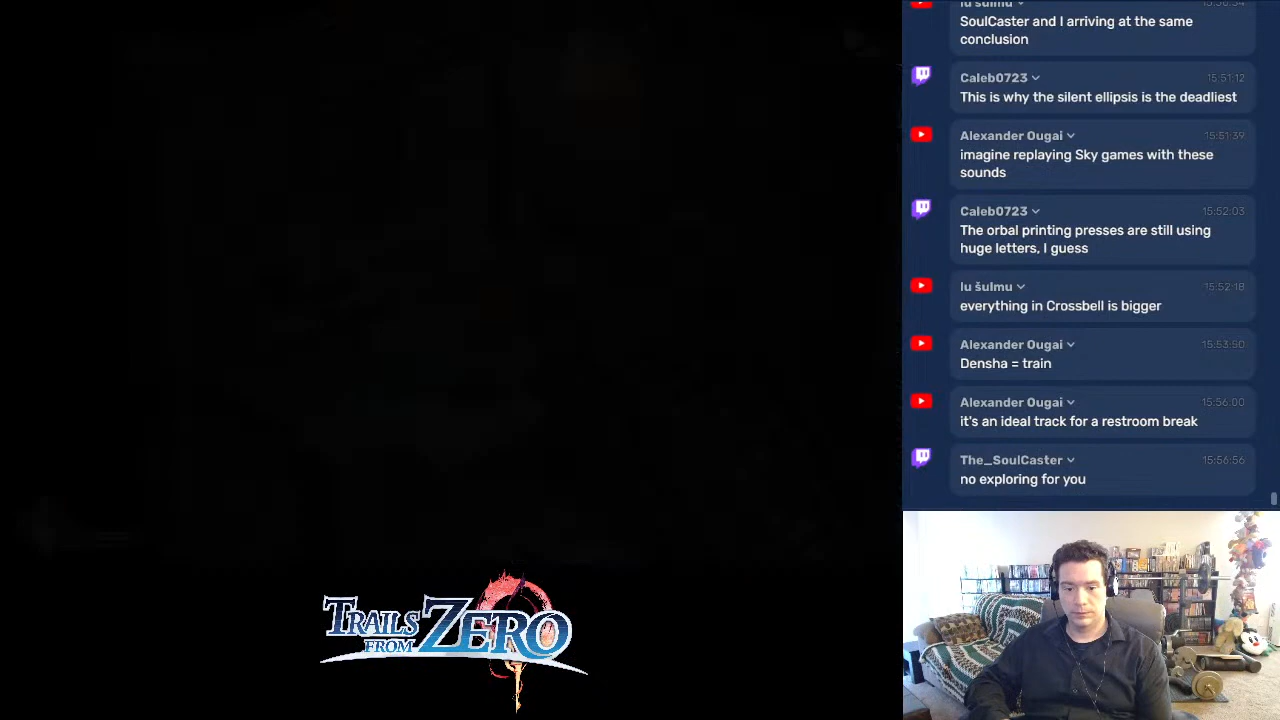 SoulCaster and I arriving at the same
conclusion
Caleb0723 15:51:12
This is why the silent ellipsis is the deadliest
Alexander Ougai 15:51:39
imagine replaying Sky games with these
sounds
Caleb0723 15:52:03
The orbal printing presses are still using
huge letters, I guess
lu šulmu 15:52:18
everything in Crossbell is bigger
Alexander Ougai 15:53:50
Densha = train
Alexander Ougai 15:56:00
it's an ideal track for a restroom break
The_SoulCaster 15:56:56
no exploring for you
TRAILS
FROM ZERO